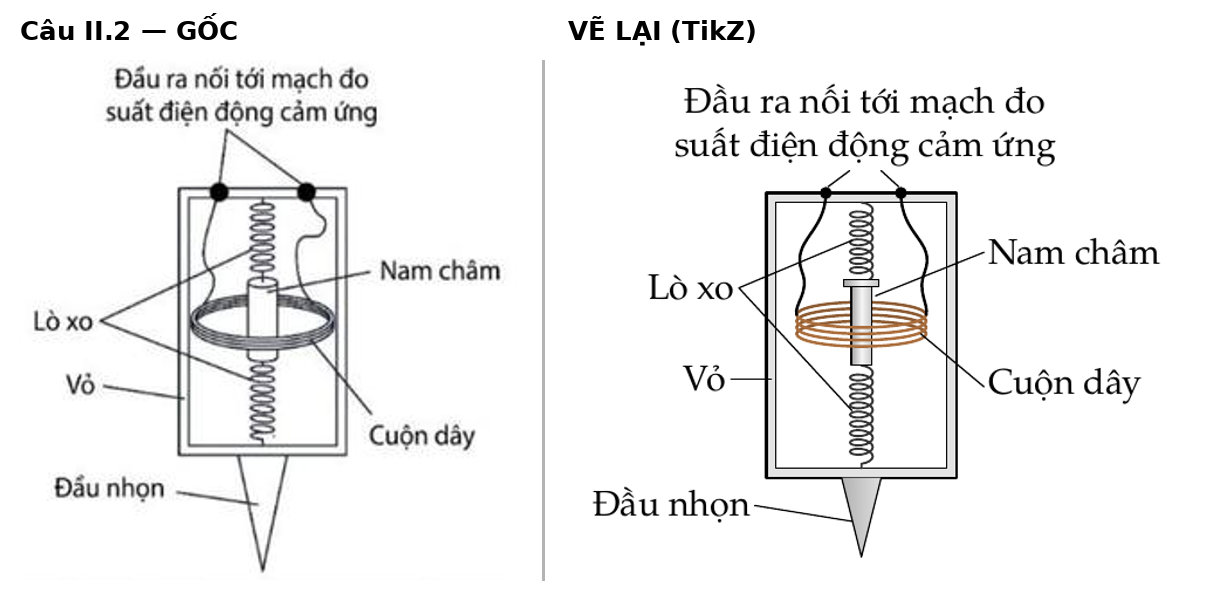 Câu II.2 — GỐC
Đầu ra nối tới mạch đo
suất điện động cảm ứng
Nam châm
Lò xo
Vỏ
Cuộn dây
Đầu nhọn
VẼ LẠI (TikZ)
Đầu ra nối tới mạch đo
suất điện động cảm ứng
Nam châm
Lò xo
Vỏ
Cuộn dây
Đầu nhọn